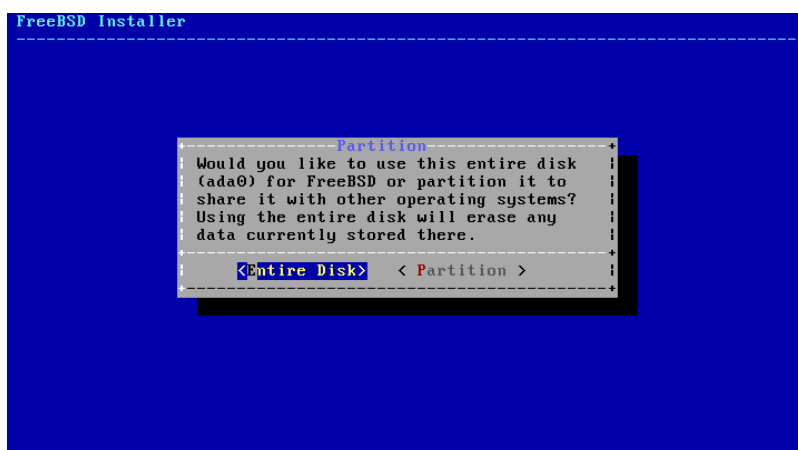 FreeBSD Installer
Partition
Would you like to use this entire disk
(ada0) for FreeBSD or partition it to
share it with other operating systems?
Using the entire disk will erase any
data currently stored there.
<Entire Disk> < Partition >